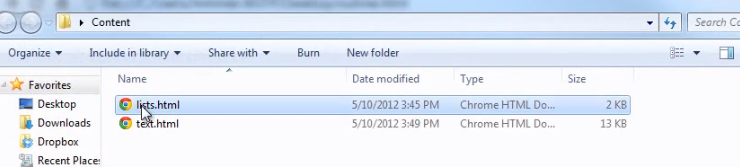 Content
Search Co
Organize Include in library Share with Burn New folder
Favorites
Desktop
Downloads
Dropbox
Recent Places
Name Date modified Type Size
lists.html 5/10/2012 3:45 PM Chrome HTML Do... 2 KB
text.html 5/10/2012 3:49 PM Chrome HTML Do... 13 KB